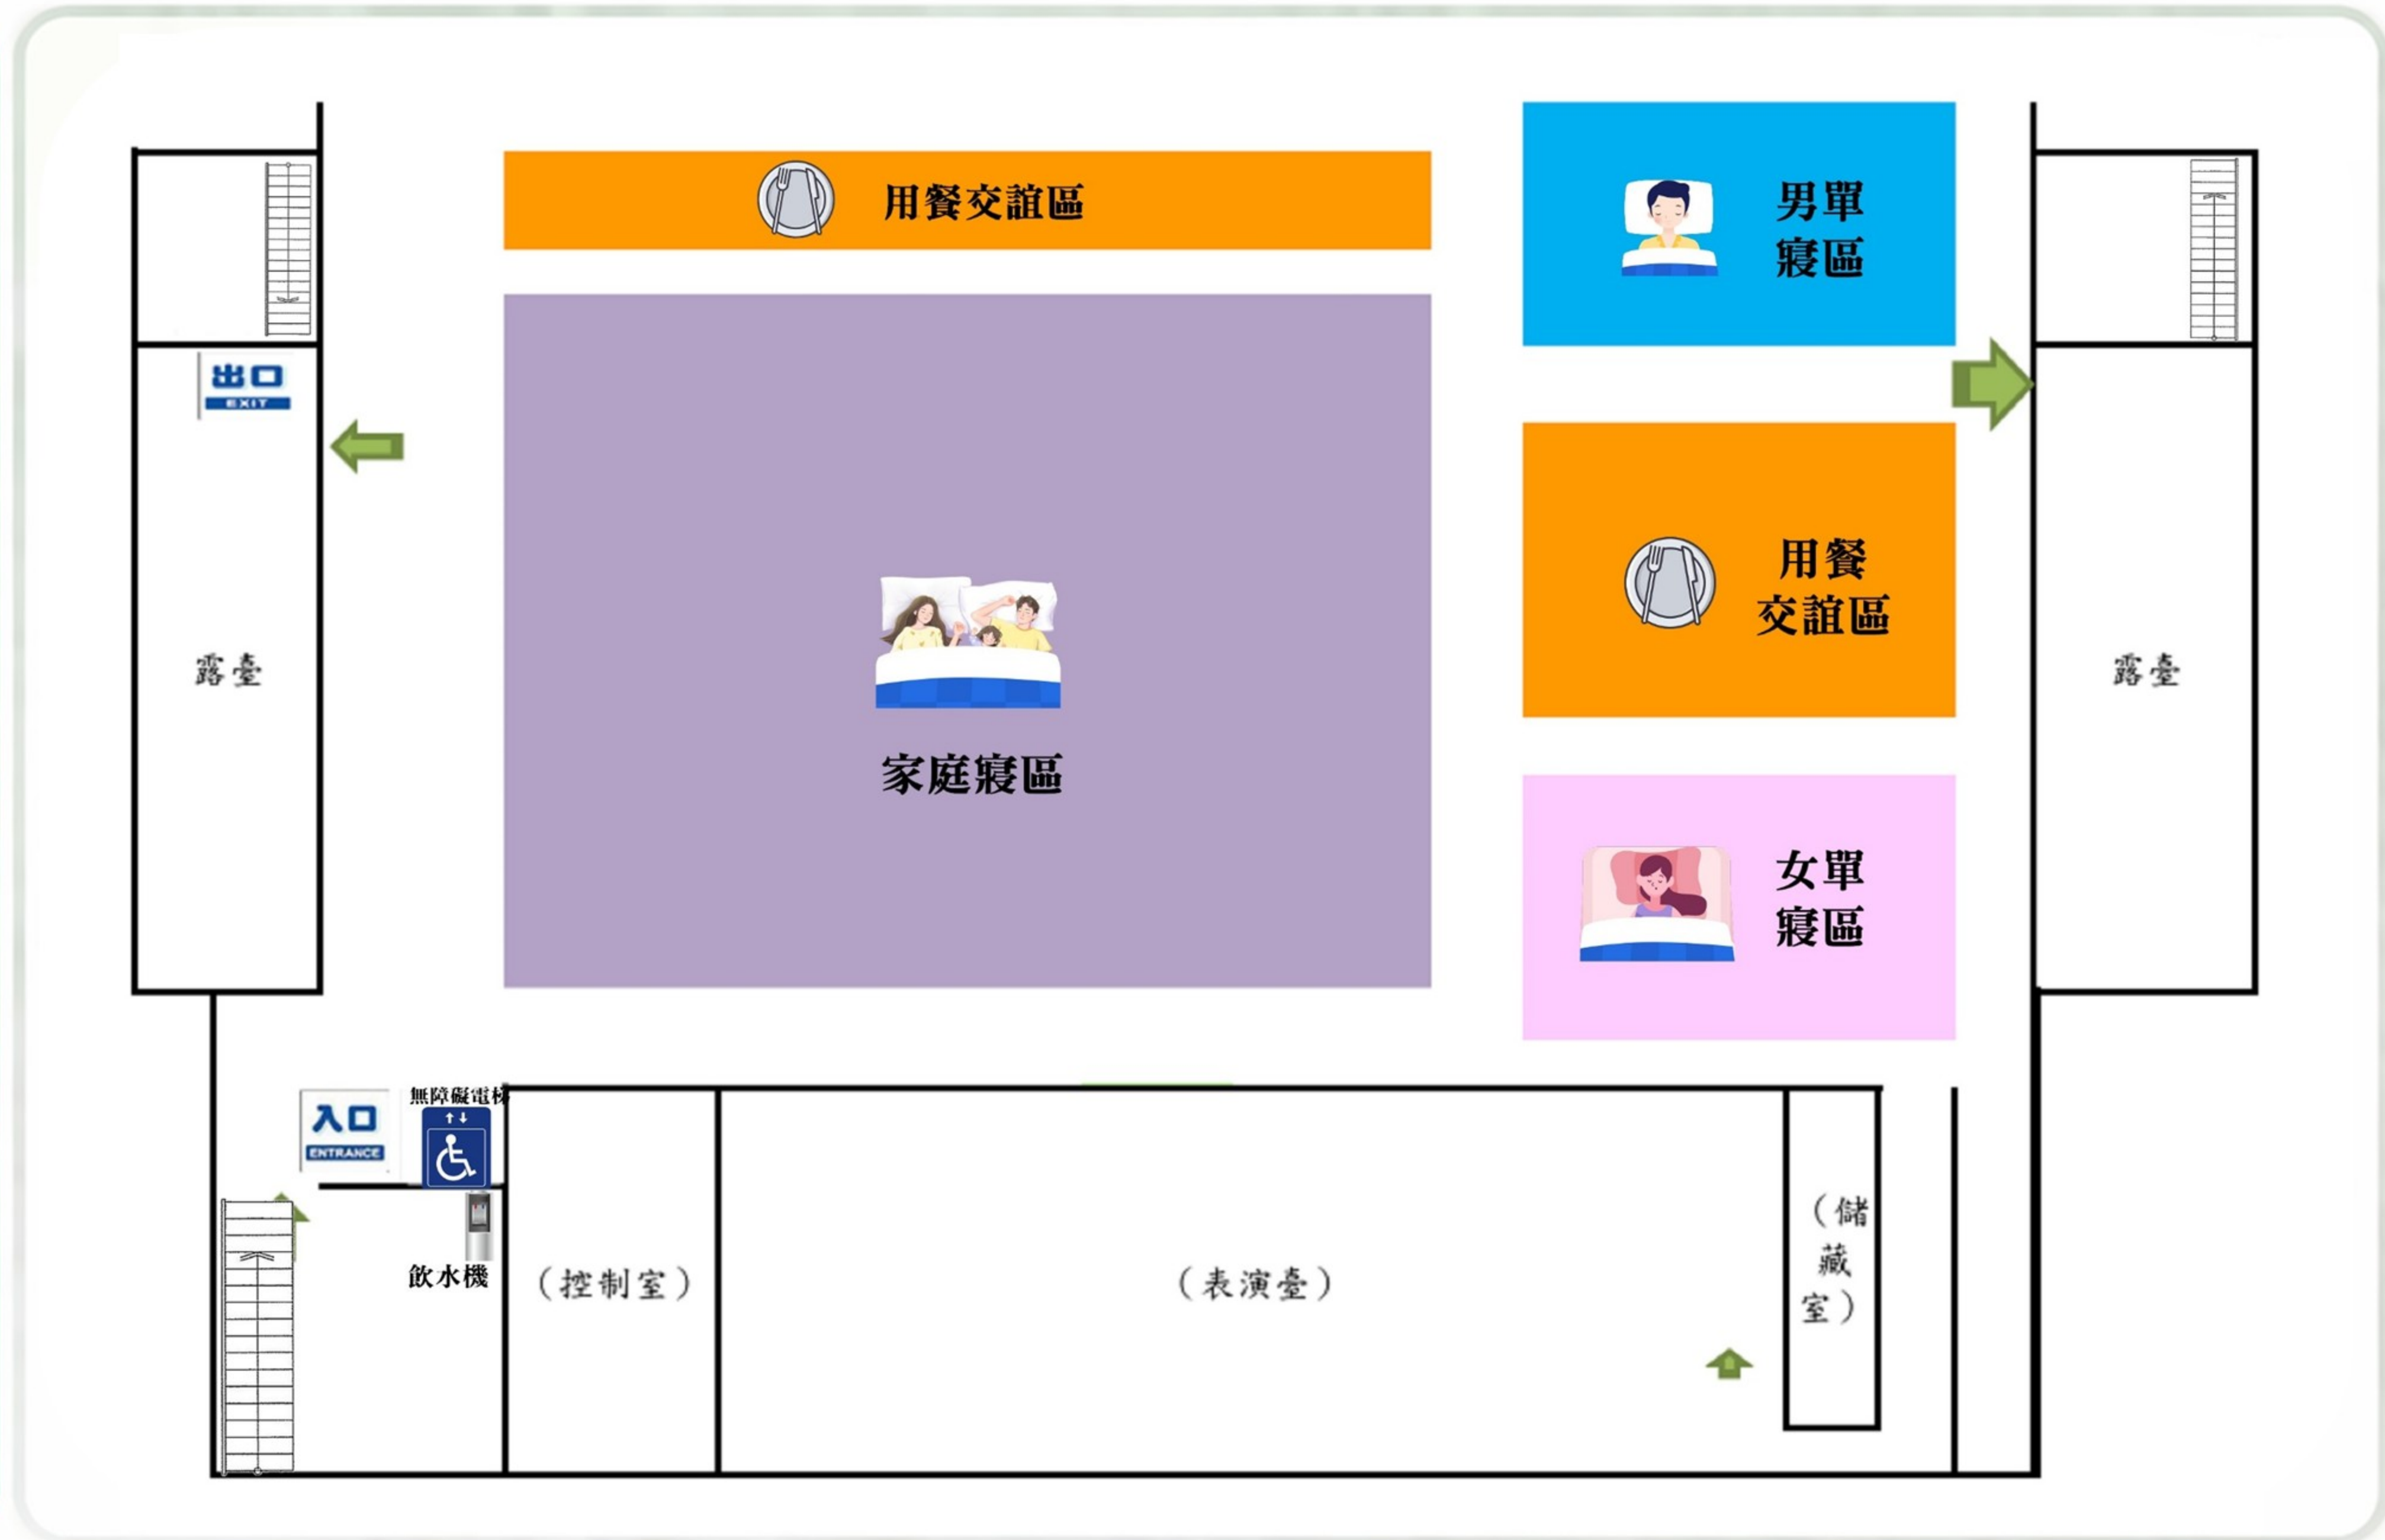 用餐交誼區
男單
寢區
出口
EXIT
用餐
交誼區
露臺
露臺
家庭寢區
女單
寢區
無障礙電梯
入口
ENTRANCE
飲水機
（控制室）
（表演臺）
（儲
藏
室）